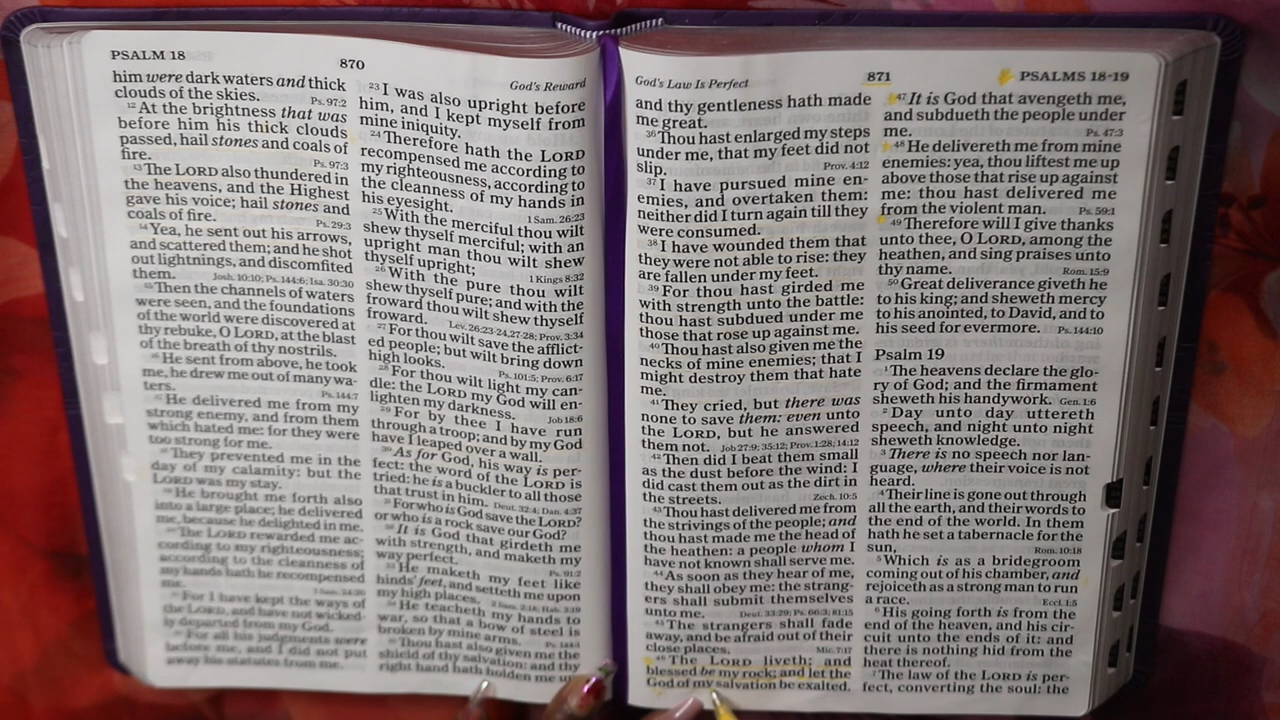 PSALM 18
870
God's Reward
him were dark waters and thick
clouds of the skies. Ps. 97:2
12 At the brightness that was
before him his thick clouds
passed, hail stones and coals of
fire. Ps. 97:3
13 The LORD also thundered in
the heavens, and the Highest
gave his voice; hail stones and
coals of fire. Ps. 29:3
14 Yea, he sent out his arrows,
and scattered them; and he shot
out lightnings, and discomfited
them. Josh. 10:10; Ps. 144:6; Isa. 30:30
15 Then the channels of waters
were seen, and the foundations
of the world were discovered at
thy rebuke, O LORD, at the blast
of the breath of thy nostrils.
16 He sent from above, he took
me, he drew me out of many wa-
ters. Ps. 144:7
17 He delivered me from my
strong enemy, and from them
which hated me: for they were
too strong for me.
18 They prevented me in the
day of my calamity: but the
LORD was my stay.
19 He brought me forth also
into a large place; he delivered
me, because he delighted in me.
20 The LORD rewarded me ac-
cording to my righteousness;
according to the cleanness of
my hands hath he recompensed
me. 1 Sam. 24:20
21 For I have kept the ways of
the LORD, and have not wicked-
ly departed from my God.
22 For all his judgments were
before me, and I did not put
away his statutes from me.
23 I was also upright before
him, and I kept myself from
mine iniquity.
24 Therefore hath the LORD
recompensed me according to
my righteousness, according to
the cleanness of my hands in
his eyesight. 1 Sam. 26:23
25 With the merciful thou wilt
shew thyself merciful; with an
upright man thou wilt shew
thyself upright; 1 Kings 8:32
26 With the pure thou wilt
shew thyself pure; and with the
froward thou wilt shew thyself
froward. Lev. 26:23-24,27-28; Prov. 3:34
27 For thou wilt save the afflict-
ed people; but wilt bring down
high looks. Ps. 101:5; Prov. 6:17
28 For thou wilt light my can-
dle: the LORD my God will en-
lighten my darkness. Job 18:6
29 For by thee I have run
through a troop; and by my God
have I leaped over a wall.
30 As for God, his way is per-
fect: the word of the LORD is
tried: he is a buckler to all those
that trust in him. Deut. 32:4; Dan. 4:37
31 For who is God save the LORD?
or who is a rock save our God?
32 It is God that girdeth me
with strength, and maketh my
way perfect. Ps. 91:2
33 He maketh my feet like
hinds' feet, and setteth me upon
my high places. 2 Sam. 2:18; Hab. 3:19
34 He teacheth my hands to
war, so that a bow of steel is
broken by mine arms. Ps. 144:1
35 Thou hast also given me the
shield of thy salvation: and thy
right hand hath holden me up,
God's Law Is Perfect
871
PSALMS 18-19
and thy gentleness hath made
me great.
36 Thou hast enlarged my steps
under me, that my feet did not
slip. Prov. 4:12
37 I have pursued mine en-
emies, and overtaken them:
neither did I turn again till they
were consumed.
38 I have wounded them that
they were not able to rise: they
are fallen under my feet.
39 For thou hast girded me
with strength unto the battle:
thou hast subdued under me
those that rose up against me.
40 Thou hast also given me the
necks of mine enemies; that I
might destroy them that hate
me.
41 They cried, but there was
none to save them: even unto
the LORD, but he answered
them not. Job 27:9; 35:12; Prov. 1:28; 14:12
42 Then did I beat them small
as the dust before the wind: I
did cast them out as the dirt in
the streets. Zech. 10:5
43 Thou hast delivered me from
the strivings of the people; and
thou hast made me the head of
the heathen: a people whom I
have not known shall serve me.
44 As soon as they hear of me,
they shall obey me: the strang-
ers shall submit themselves
unto me. Deut. 33:29; Ps. 66:3; 81:15
45 The strangers shall fade
away, and be afraid out of their
close places. Mic. 7:17
46 The LORD liveth; and
blessed be my rock; and let the
God of my salvation be exalted.
47 It is God that avengeth me,
and subdueth the people under
me. Ps. 47:3
48 He delivereth me from mine
enemies: yea, thou liftest me up
above those that rise up against
me: thou hast delivered me
from the violent man. Ps. 59:1
49 Therefore will I give thanks
unto thee, O LORD, among the
heathen, and sing praises unto
thy name. Rom. 15:9
50 Great deliverance giveth he
to his king; and sheweth mercy
to his anointed, to David, and to
his seed for evermore. Ps. 144:10
Psalm 19
1 The heavens declare the glo-
ry of God; and the firmament
sheweth his handywork. Gen. 1:6
2 Day unto day uttereth
speech, and night unto night
sheweth knowledge.
3 There is no speech nor lan-
guage, where their voice is not
heard.
4 Their line is gone out through
all the earth, and their words to
the end of the world. In them
hath he set a tabernacle for the
sun, Rom. 10:18
5 Which is as a bridegroom
coming out of his chamber, and
rejoiceth as a strong man to run
a race. Eccl. 1:5
6 His going forth is from the
end of the heaven, and his cir-
cuit unto the ends of it: and
there is nothing hid from the
heat thereof.
7 The law of the LORD is per-
fect, converting the soul: the